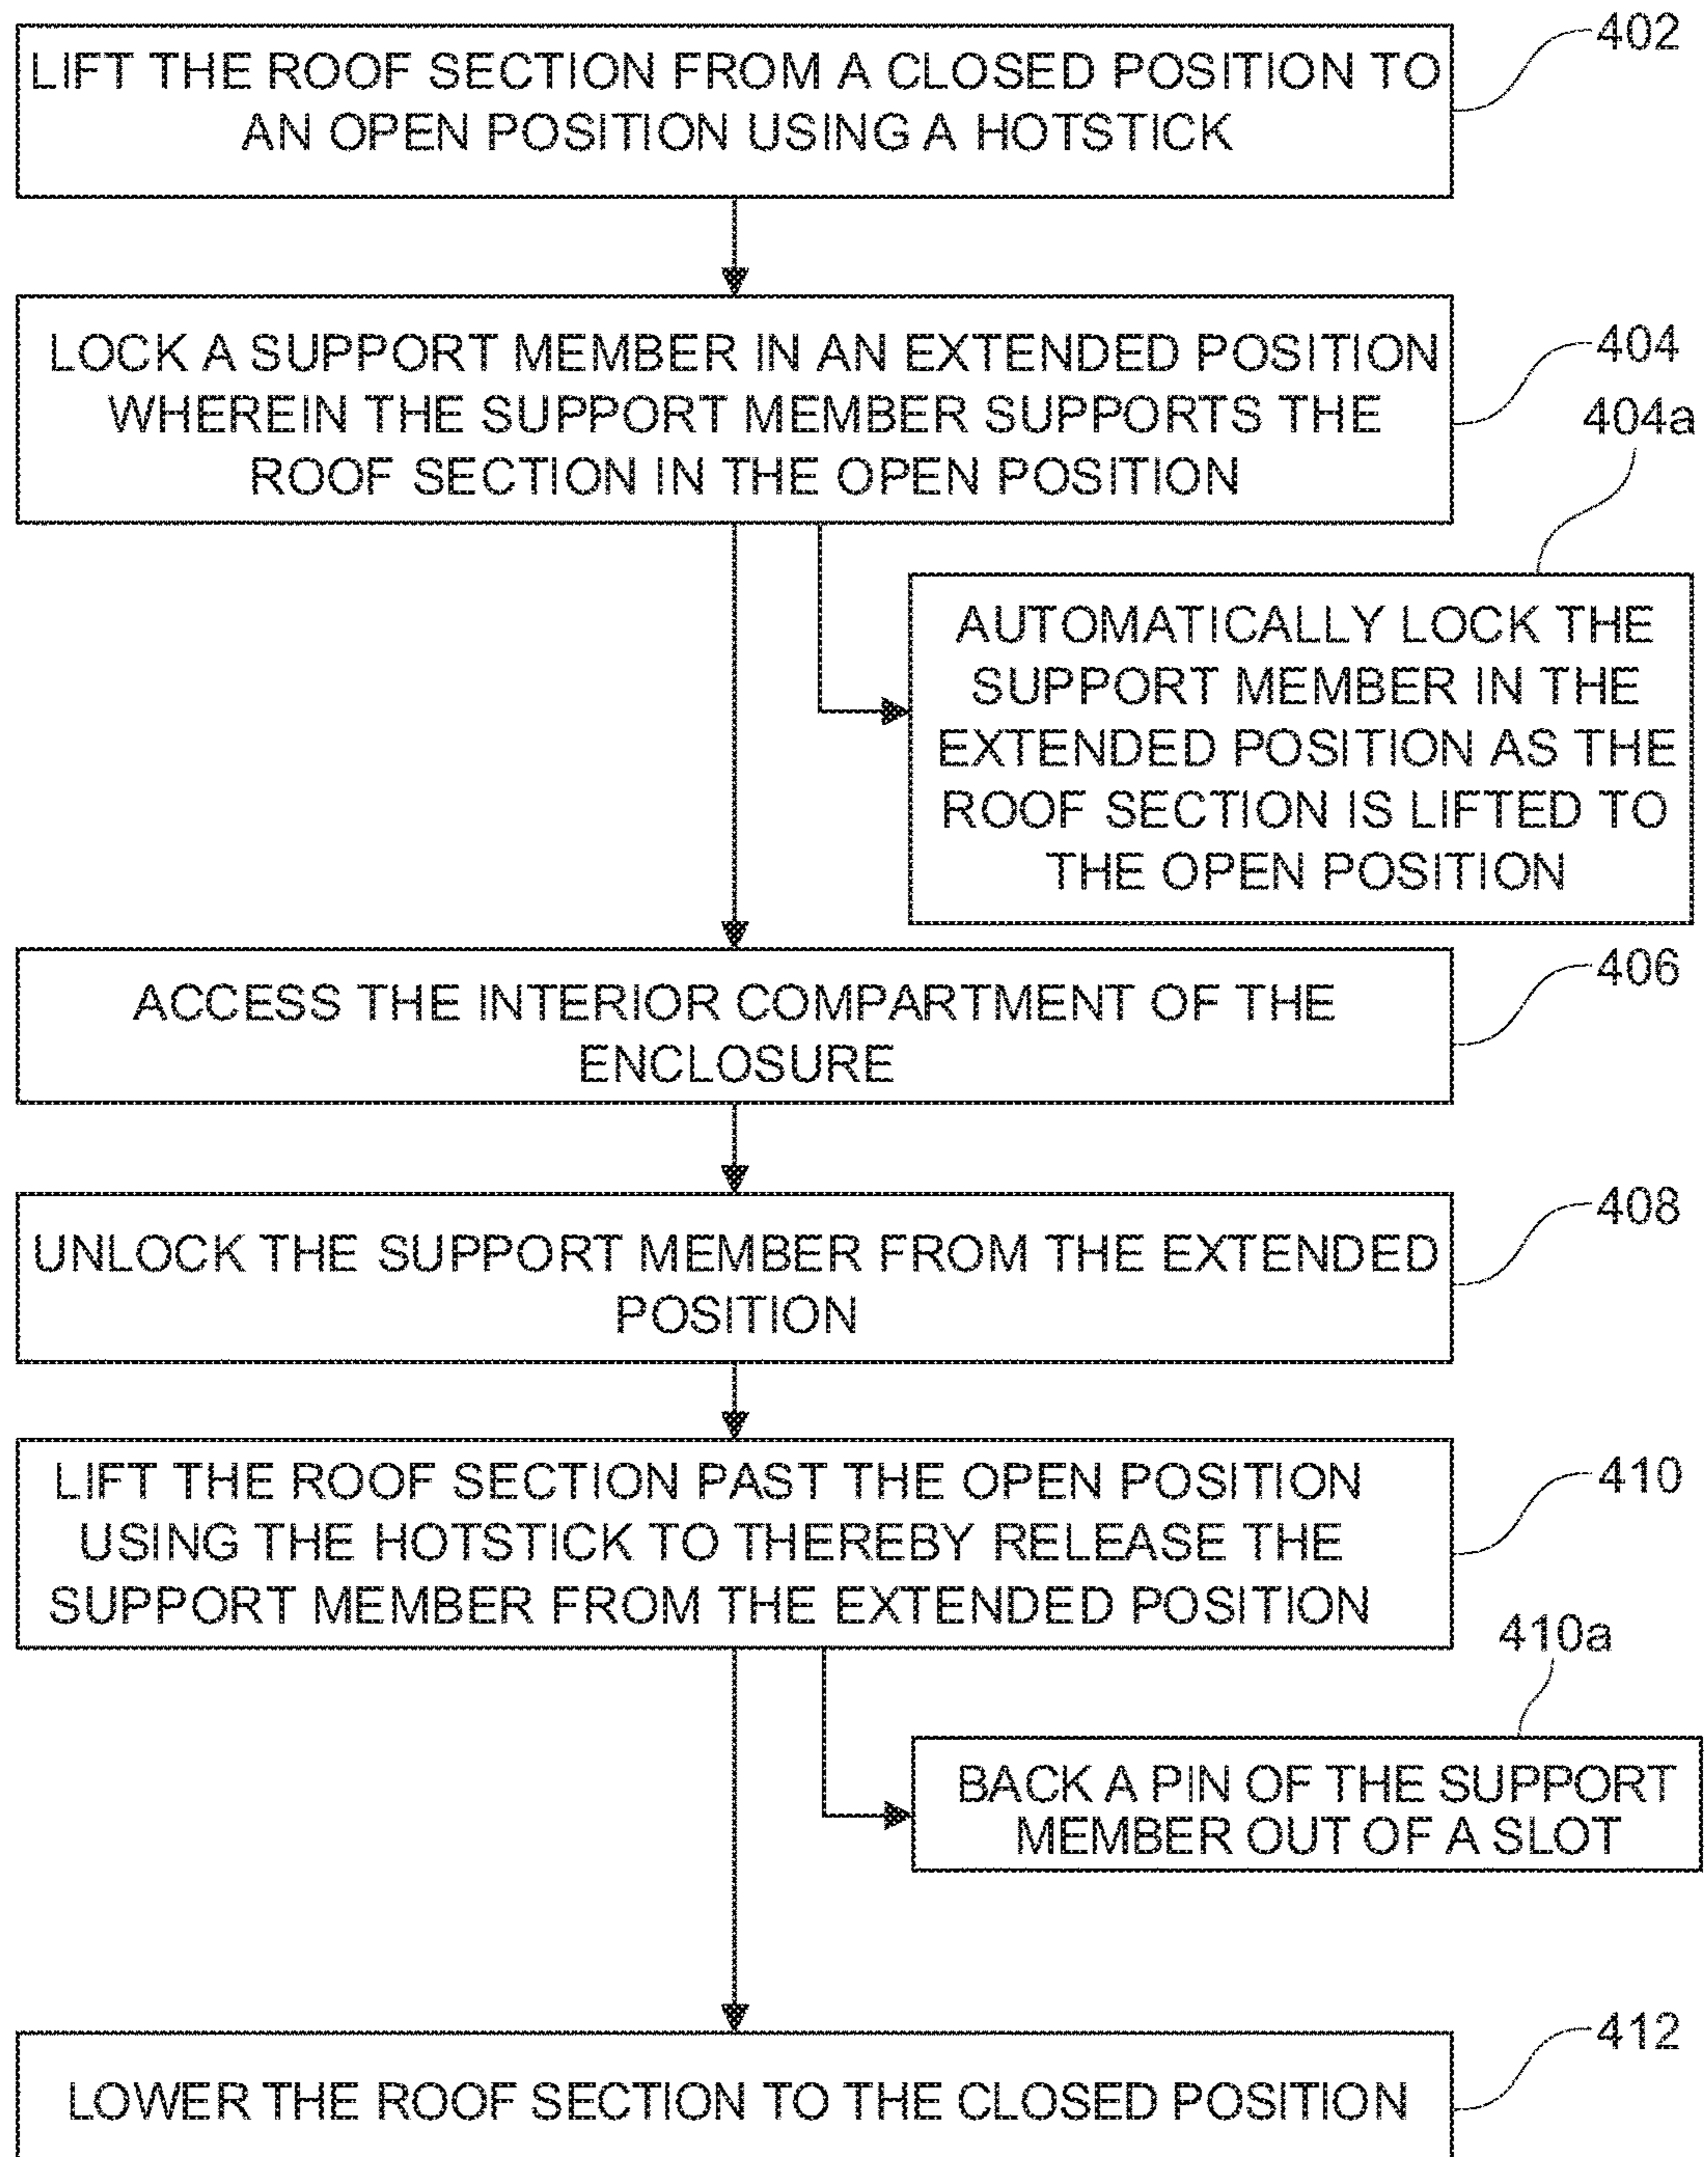 402
LIFT THE ROOF SECTION FROM A CLOSED POSITION TO
AN OPEN POSITION USING A HOTSTICK
404
LOCK A SUPPORT MEMBER IN AN EXTENDED POSITION
WHEREIN THE SUPPORT MEMBER SUPPORTS THE
ROOF SECTION IN THE OPEN POSITION
404a
AUTOMATICALLY LOCK THE
SUPPORT MEMBER IN THE
EXTENDED POSITION AS THE
ROOF SECTION IS LIFTED TO
THE OPEN POSITION
406
ACCESS THE INTERIOR COMPARTMENT OF THE
ENCLOSURE
408
UNLOCK THE SUPPORT MEMBER FROM THE EXTENDED
POSITION
410
LIFT THE ROOF SECTION PAST THE OPEN POSITION
USING THE HOTSTICK TO THEREBY RELEASE THE
SUPPORT MEMBER FROM THE EXTENDED POSITION
410a
BACK A PIN OF THE SUPPORT
MEMBER OUT OF A SLOT
412
LOWER THE ROOF SECTION TO THE CLOSED POSITION